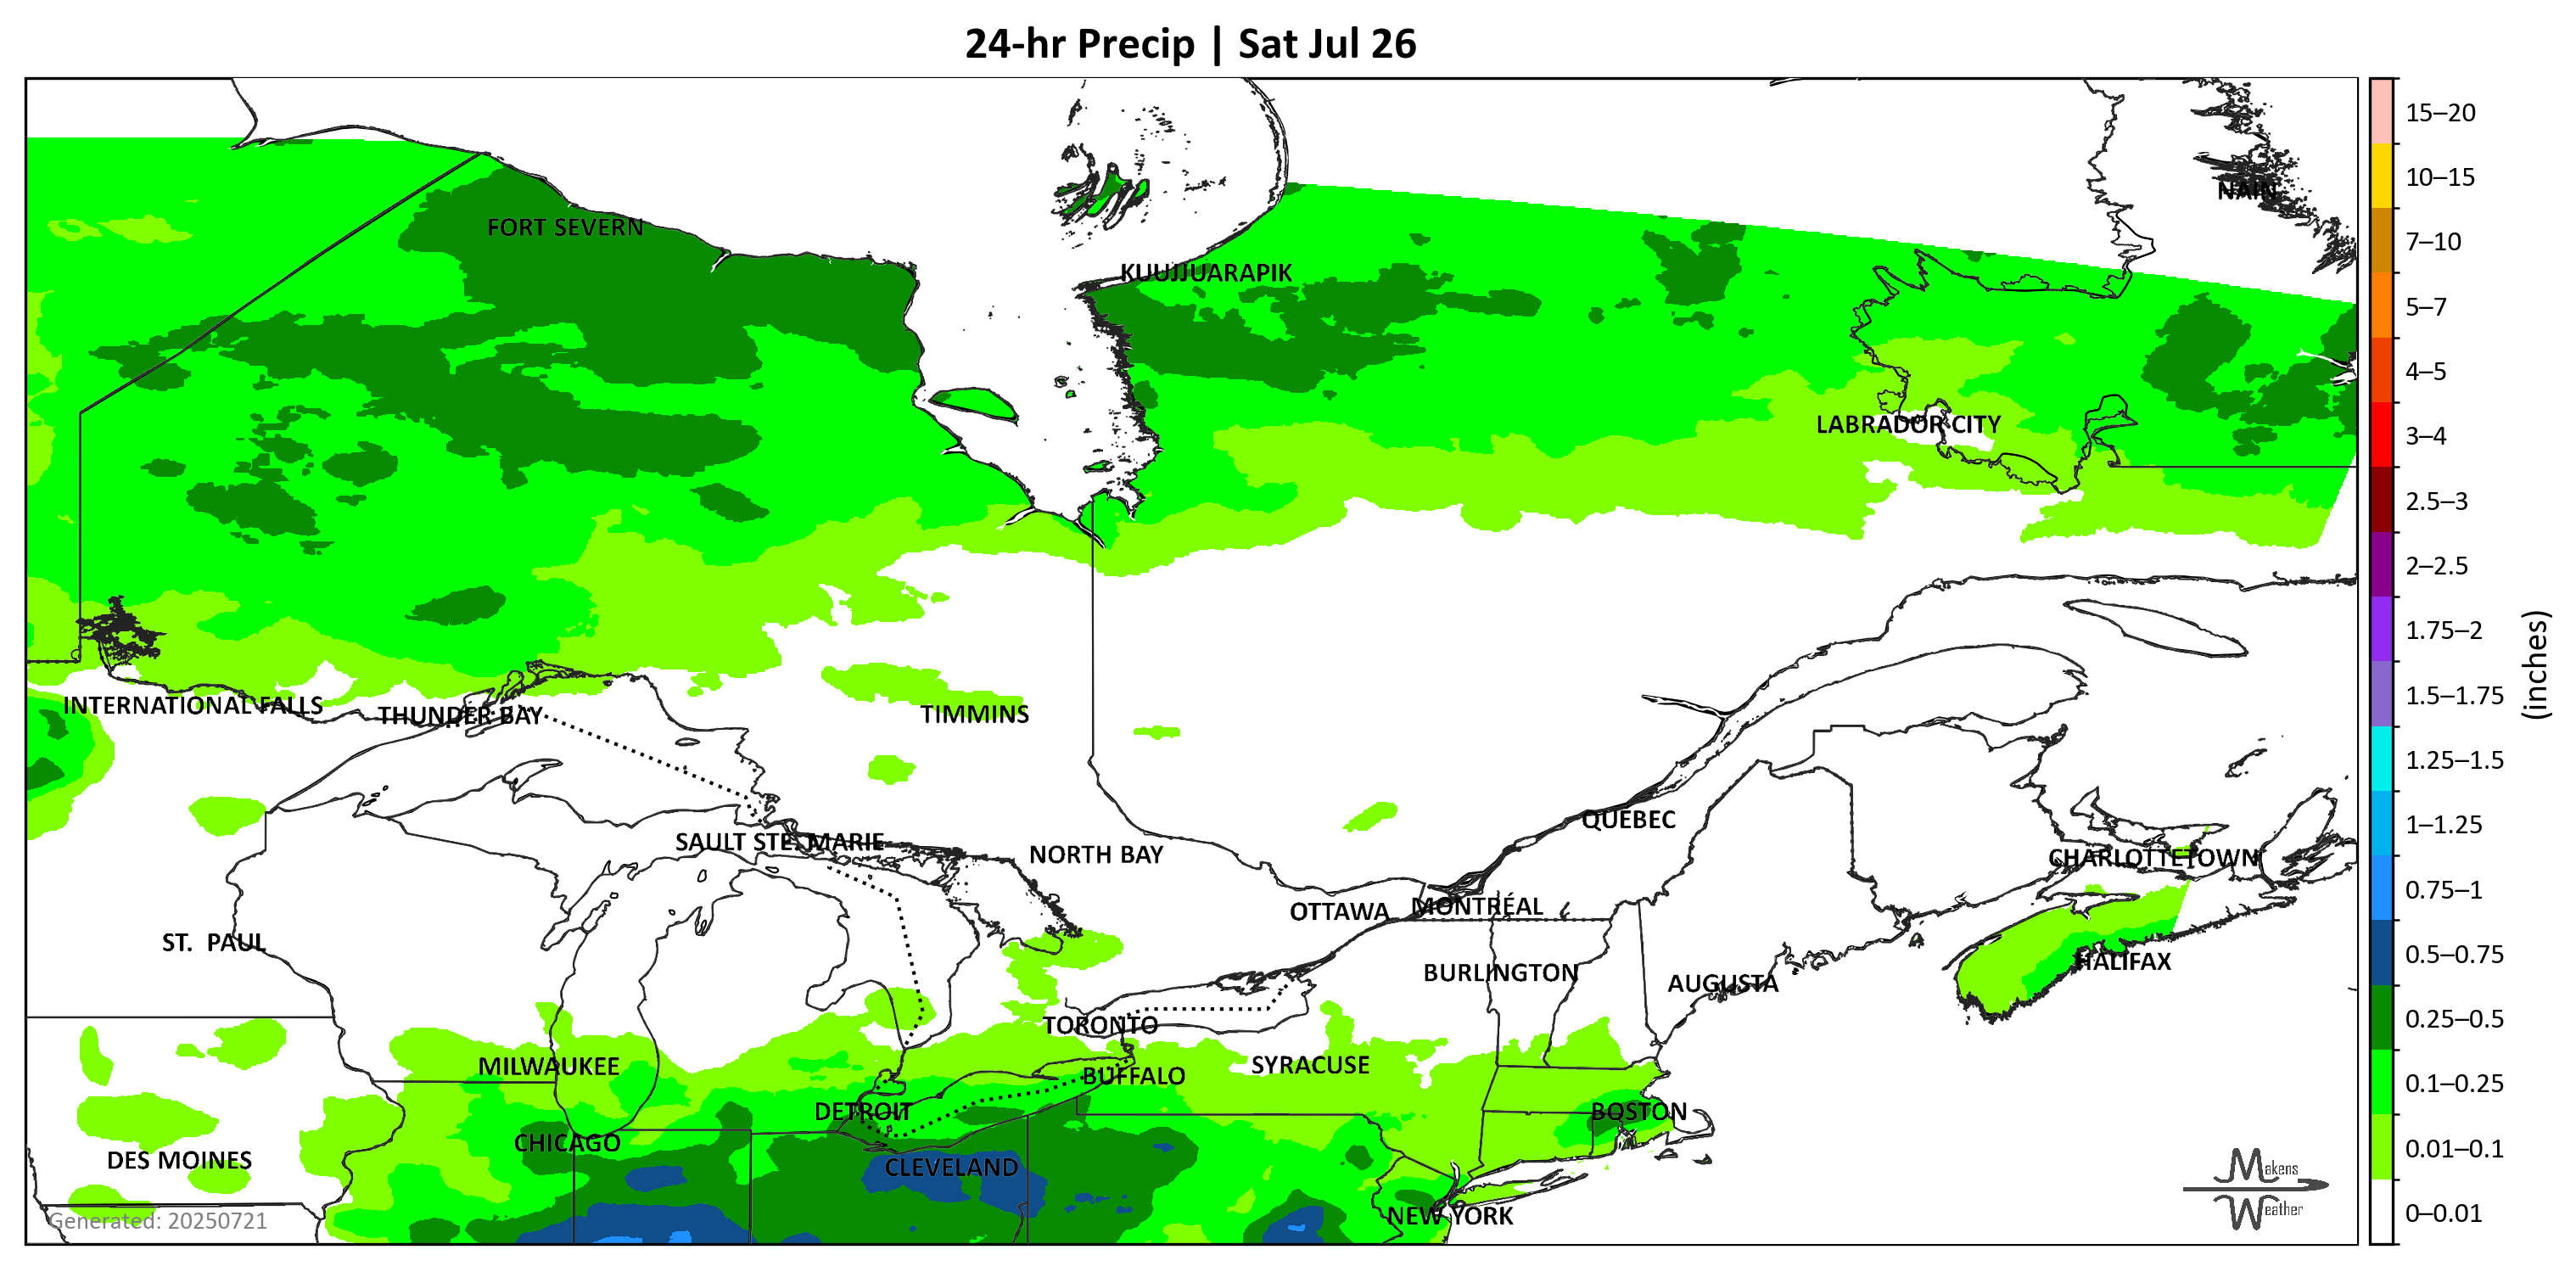 24-hr Precip | Sat Jul 26
NAIN
FORT SEVERN
KUUJJUARAPIK
LABRADOR CITY
INTERNATIONAL FALLS
THUNDER BAY
TIMMINS
SAULT STE. MARIE
NORTH BAY
QUEBEC
CHARLOTTETOWN
OTTAWA
MONTRÉAL
ST. PAUL
HALIFAX
BURLINGTON
AUGUSTA
TORONTO
MILWAUKEE
SYRACUSE
BUFFALO
DETROIT
BOSTON
CHICAGO
DES MOINES
CLEVELAND
NEW YORK
Generated: 20250721
Makens
Weather
15–20
10–15
7–10
5–7
4–5
3–4
2.5–3
2–2.5
1.75–2
1.5–1.75
1.25–1.5
1–1.25
0.75–1
0.5–0.75
0.25–0.5
0.1–0.25
0.01–0.1
0–0.01
(inches)